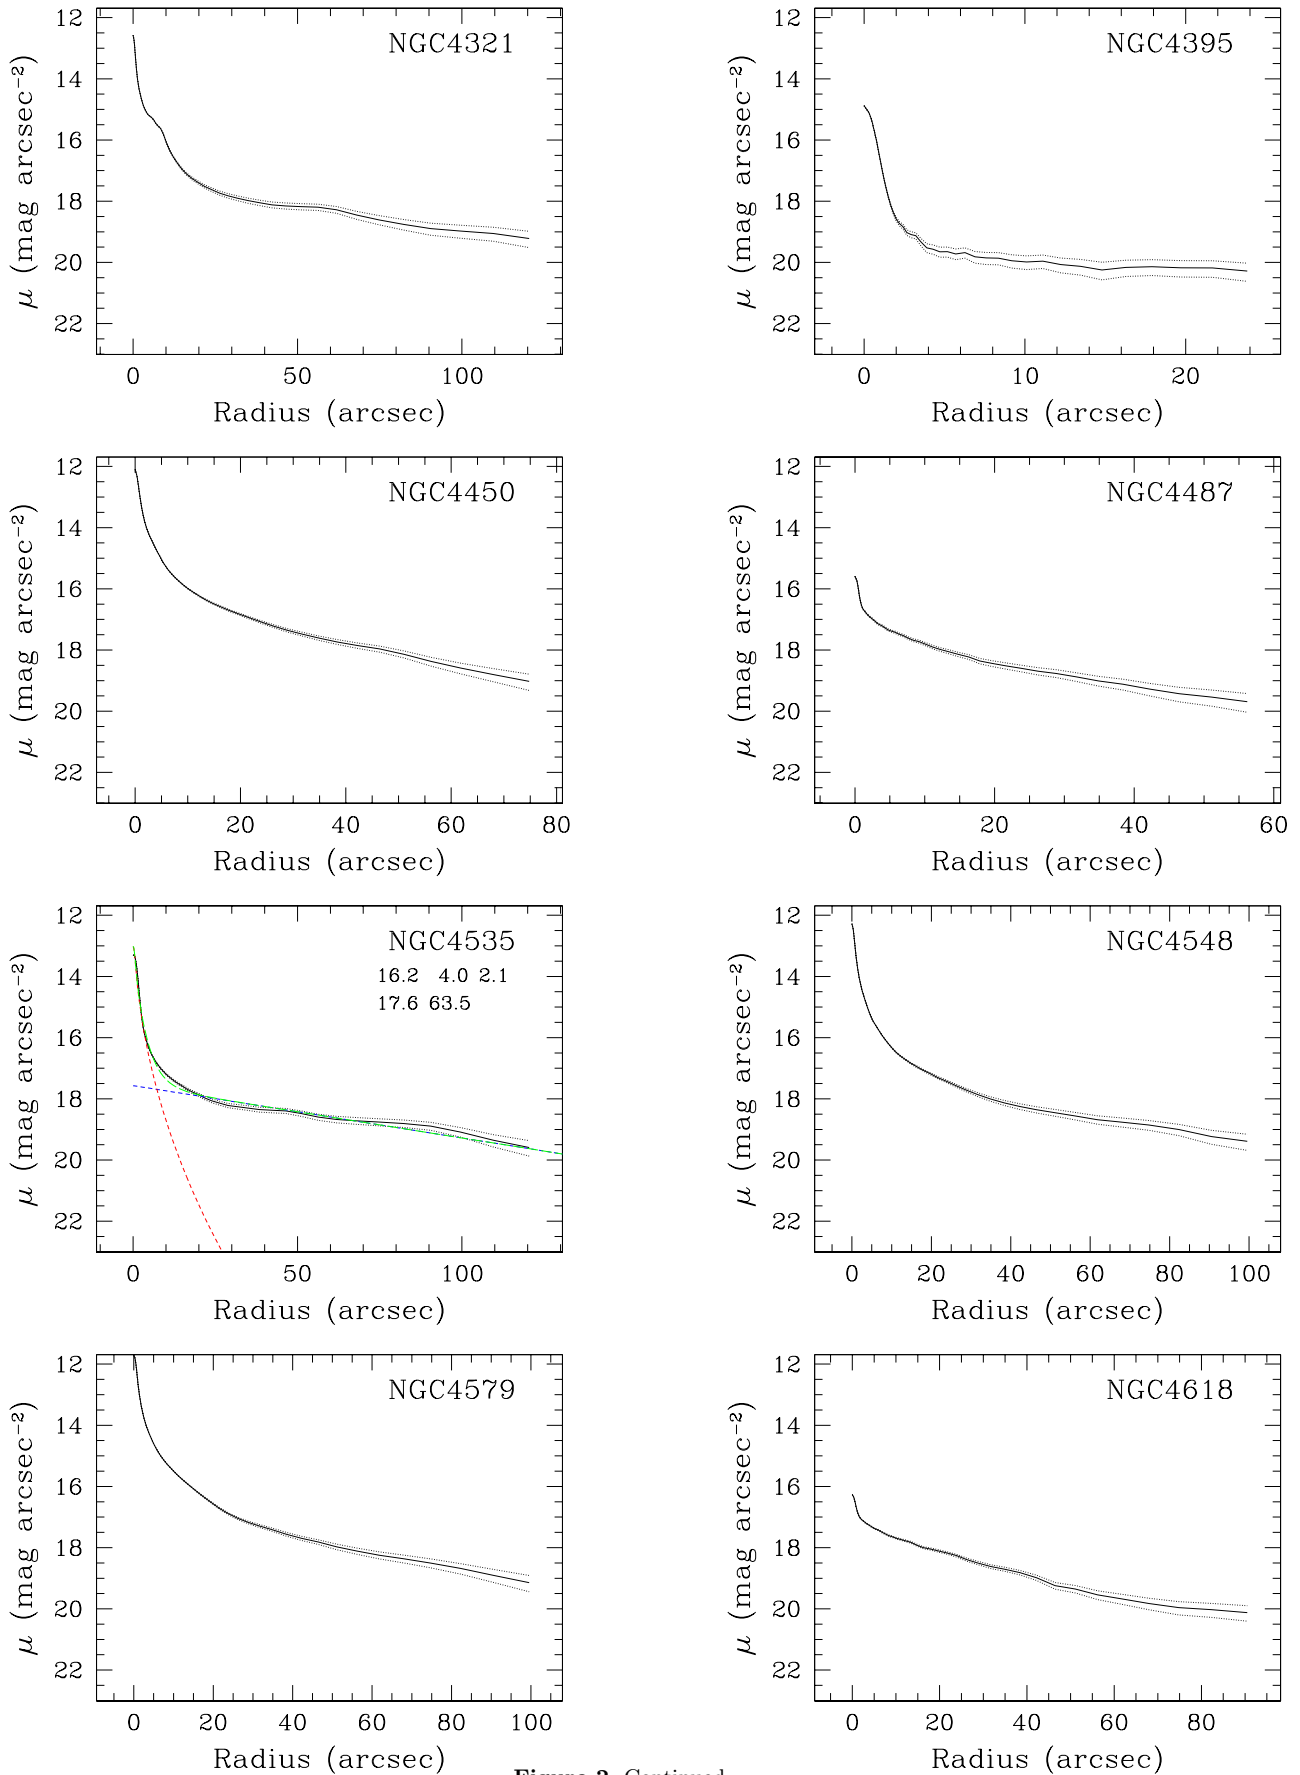 NGC4321
12
14
16
18
20
22
μ (mag arcsec⁻²)
0 50 100
Radius (arcsec)
NGC4395
12
14
16
18
20
22
μ (mag arcsec⁻²)
0 10 20
Radius (arcsec)
NGC4450
12
14
16
18
20
22
μ (mag arcsec⁻²)
0 20 40 60 80
Radius (arcsec)
NGC4487
12
14
16
18
20
22
μ (mag arcsec⁻²)
0 20 40 60
Radius (arcsec)
NGC4535
16.2 4.0 2.1
17.6 63.5
12
14
16
18
20
22
μ (mag arcsec⁻²)
0 50 100
Radius (arcsec)
NGC4548
12
14
16
18
20
22
μ (mag arcsec⁻²)
0 20 40 60 80 100
Radius (arcsec)
NGC4579
12
14
16
18
20
22
μ (mag arcsec⁻²)
0 20 40 60 80 100
Radius (arcsec)
NGC4618
12
14
16
18
20
22
μ (mag arcsec⁻²)
0 20 40 60 80
Radius (arcsec)